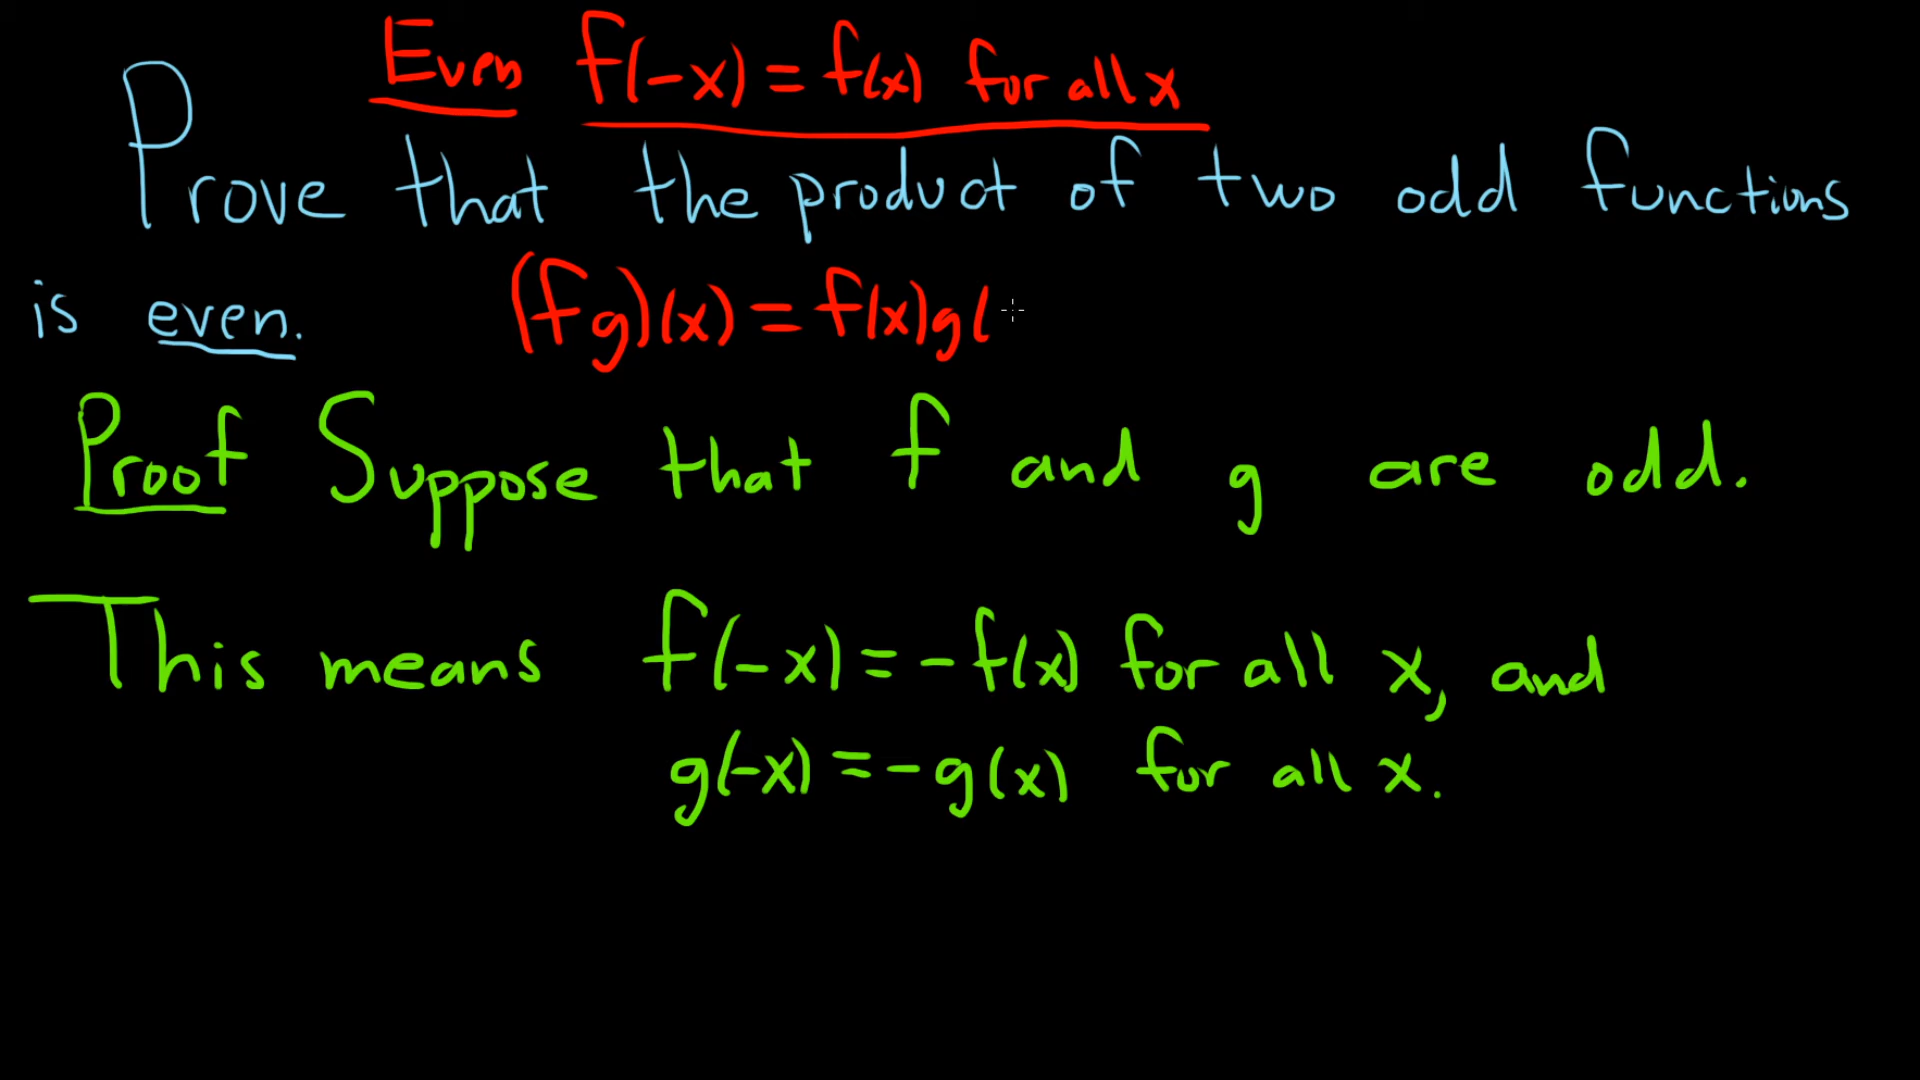 Even f(-x) = f(x) for all x
Prove that the product of two odd functions
is even. (fg)(x) = f(x)g(
Proof Suppose that f and g are odd.
This means f(-x) = -f(x) for all x, and
g(-x) = -g(x) for all x.